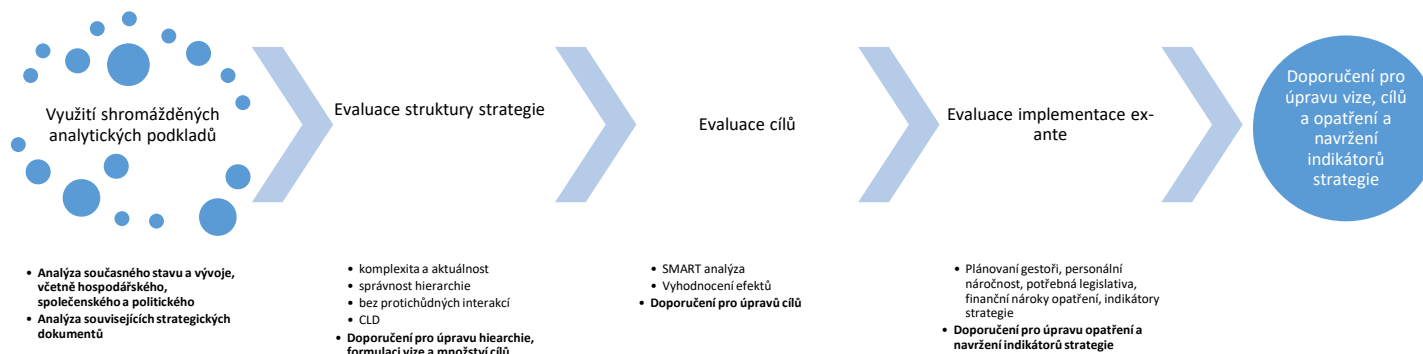 Využití shromážděných
analytických podkladů
Evaluace struktury strategie
Evaluace cílů
Evaluace implementace ex-
ante
Doporučení pro
úpravu vize, cílů
a opatření a
navržení
indikátorů
strategie
• Analýza současného stavu a vývoje,
včetně hospodářského,
společenského a politického
• Analýza souvisejících strategických
dokumentů
• komplexita a aktuálnost
• správnost hierarchie
• bez protichůdných interakcí
• CLD
• Doporučení pro úpravu hiearchie,
formulaci vize a množství cílů
• SMART analýza
• Vyhodnocení efektů
• Doporučení pro úpravů cílů
• Plánovaní gestoři, personální
náročnost, potřebná legislativa,
finanční nároky opatření, indikátory
strategie
• Doporučení pro úpravu opatření a
navržení indikátorů strategie